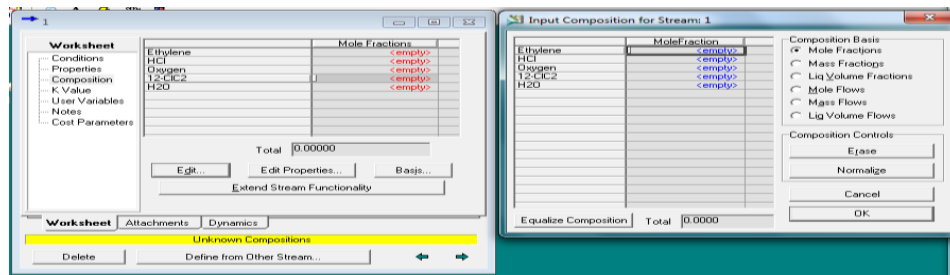 1
Worksheet
Conditions
Properties
Composition
K Value
User Variables
Notes
Cost Parameters
Mole Fractions
Ethylene <empty>
HCl <empty>
Oxygen <empty>
12-ClC2 <empty>
H2O <empty>
Total 0.00000
Edit... Edit Properties... Basis...
Extend Stream Functionality
Worksheet Attachments Dynamics
Unknown Compositions
Delete Define from Other Stream...
Input Composition for Stream: 1
MoleFraction
Ethylene <empty>
HCl <empty>
Oxygen <empty>
12-ClC2 <empty>
H2O <empty>
Equalize Composition Total 0.0000
Composition Basis
Mole Fractions
Mass Fractions
Liq Volume Fractions
Mole Flows
Mass Flows
Liq Volume Flows
Composition Controls
Erase
Normalize
Cancel
OK